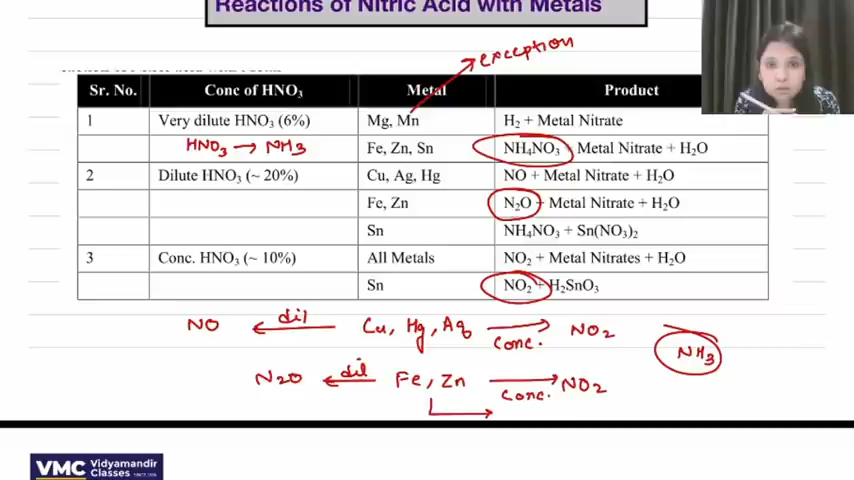 Reactions of Nitric Acid with Metals
exception
Sr. No. Conc of HNO₃ Metal Product
1 Very dilute HNO₃ (6%) Mg, Mn H₂ + Metal Nitrate
HNO₃ → NH₃ Fe, Zn, Sn NH₄NO₃ + Metal Nitrate + H₂O
2 Dilute HNO₃ (~ 20%) Cu, Ag, Hg NO + Metal Nitrate + H₂O
Fe, Zn N₂O + Metal Nitrate + H₂O
Sn NH₄NO₃ + Sn(NO₃)₂
3 Conc. HNO₃ (~ 10%) All Metals NO₂ + Metal Nitrates + H₂O
Sn NO₂ + H₂SnO₃
NO ← dil Cu, Hg, Ag → conc. NO₂
NH₃
N₂O ← dil Fe, Zn → conc. NO₂
VMC Vidyamandir
Classes